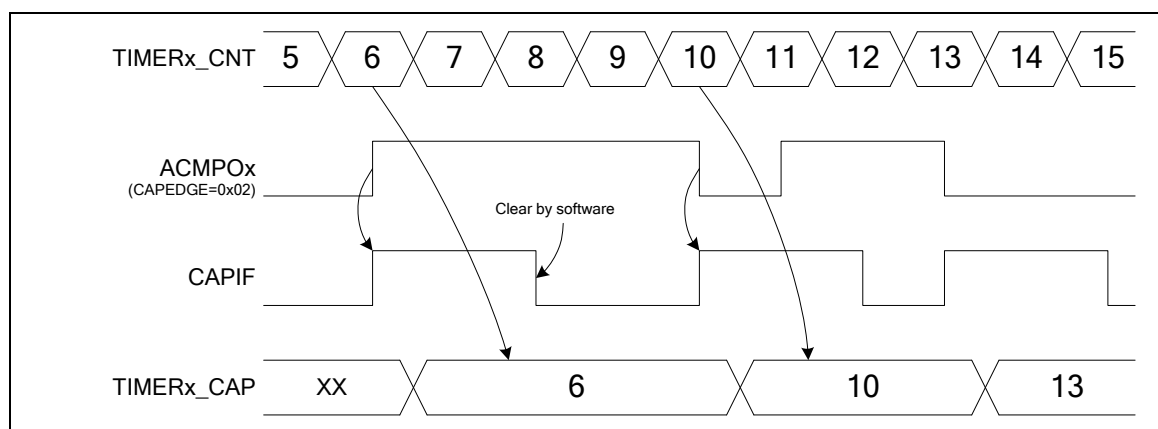 TIMERx_CNT 5 6 7 8 9 10 11 12 13 14 15
ACMPOx
(CAPEDGE=0x02)
Clear by software
CAPIF
TIMERx_CAP XX 6 10 13